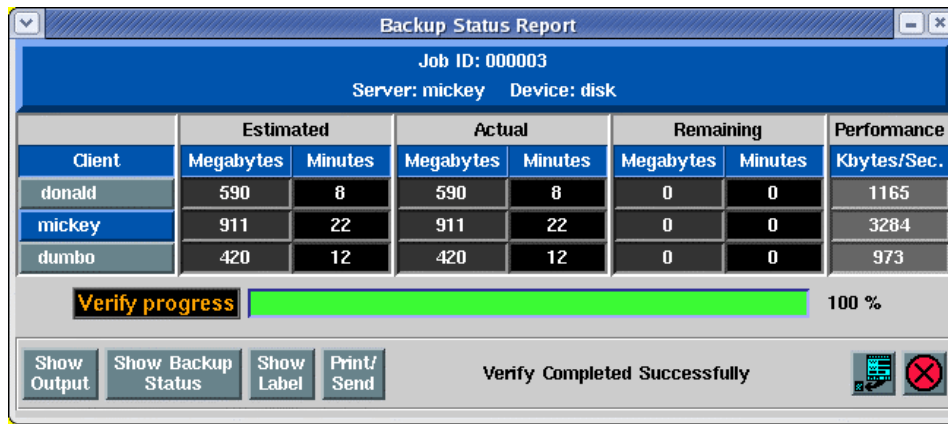 Backup Status Report
Job ID: 000003
Server: mickey Device: disk
Estimated Actual Remaining Performance
Client Megabytes Minutes Megabytes Minutes Megabytes Minutes Kbytes/Sec.
donald 590 8 590 8 0 0 1165
mickey 911 22 911 22 0 0 3284
dumbo 420 12 420 12 0 0 973
Verify progress 100 %
Show Output Show Backup Status Show Label Print/ Send Verify Completed Successfully